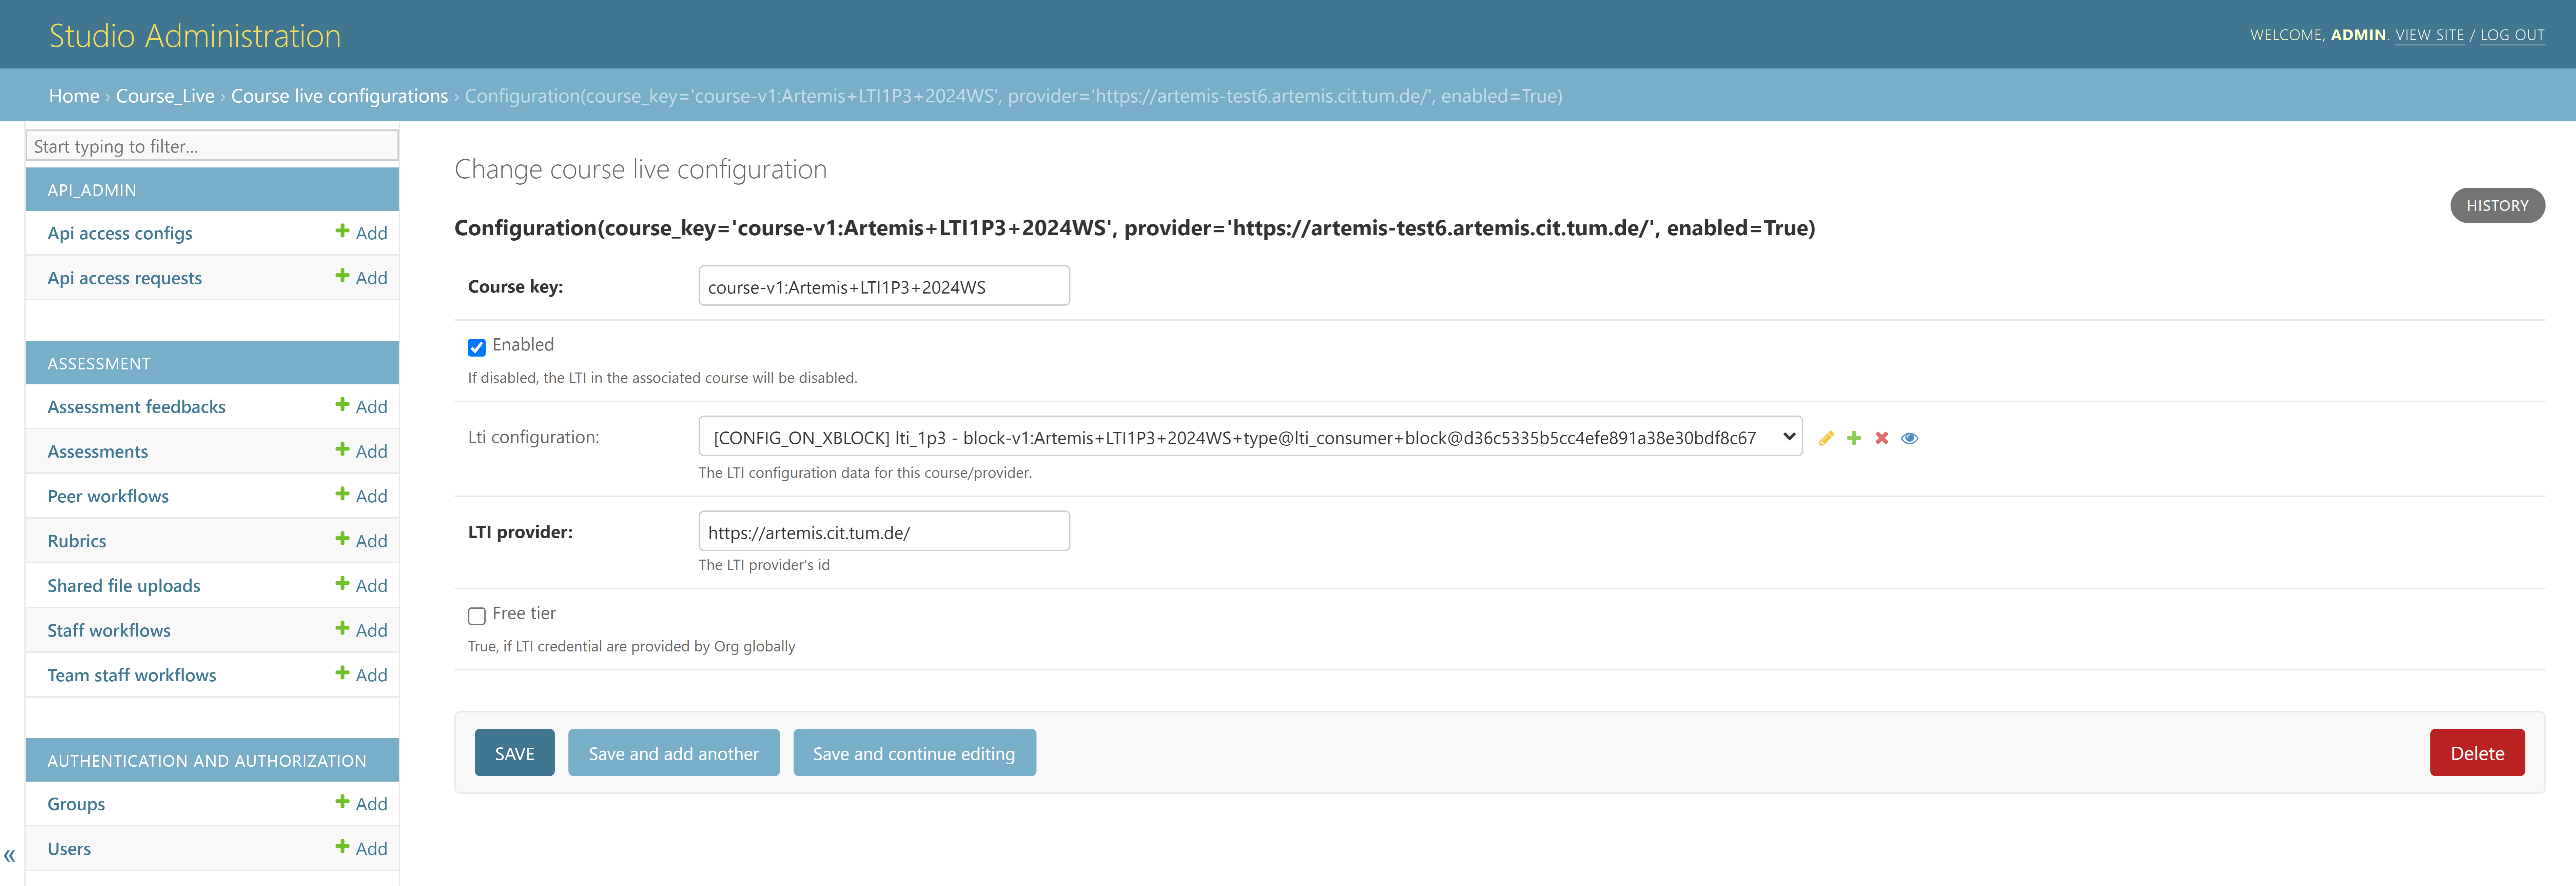 Studio Administration
WELCOME, ADMIN. VIEW SITE / LOG OUT
Home › Course_Live › Course live configurations › Configuration(course_key='course-v1:Artemis+LTI1P3+2024WS', provider='https://artemis-test6.artemis.cit.tum.de/', enabled=True)
Start typing to filter...
API_ADMIN
Api access configs Add
Api access requests Add
ASSESSMENT
Assessment feedbacks Add
Assessments Add
Peer workflows Add
Rubrics Add
Shared file uploads Add
Staff workflows Add
Team staff workflows Add
AUTHENTICATION AND AUTHORIZATION
Groups Add
Users Add
«
Change course live configuration
HISTORY
Configuration(course_key='course-v1:Artemis+LTI1P3+2024WS', provider='https://artemis-test6.artemis.cit.tum.de/', enabled=True)
Course key: course-v1:Artemis+LTI1P3+2024WS
Enabled
If disabled, the LTI in the associated course will be disabled.
Lti configuration: [CONFIG_ON_XBLOCK] lti_1p3 - block-v1:Artemis+LTI1P3+2024WS+type@lti_consumer+block@d36c5335b5cc4efe891a38e30bdf8c67
The LTI configuration data for this course/provider.
LTI provider: https://artemis.cit.tum.de/
The LTI provider's id
Free tier
True, if LTI credential are provided by Org globally
SAVE Save and add another Save and continue editing Delete